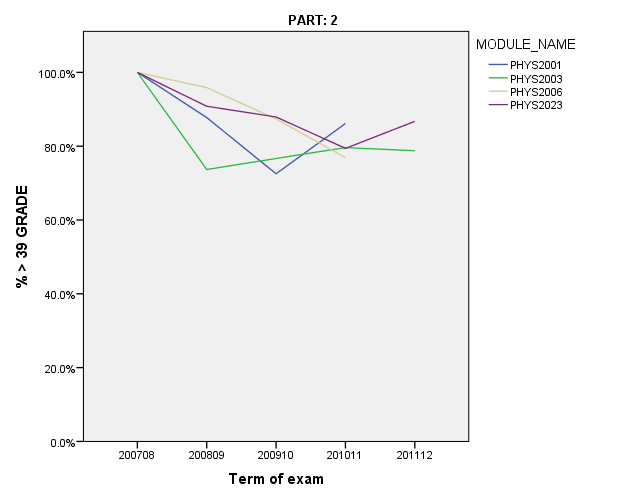 PART: 2
MODULE_NAME
PHYS2001
PHYS2003
PHYS2006
PHYS2023
% > 39 GRADE
100.0%
80.0%
60.0%
40.0%
20.0%
0.0%
200708 200809 200910 201011 201112
Term of exam